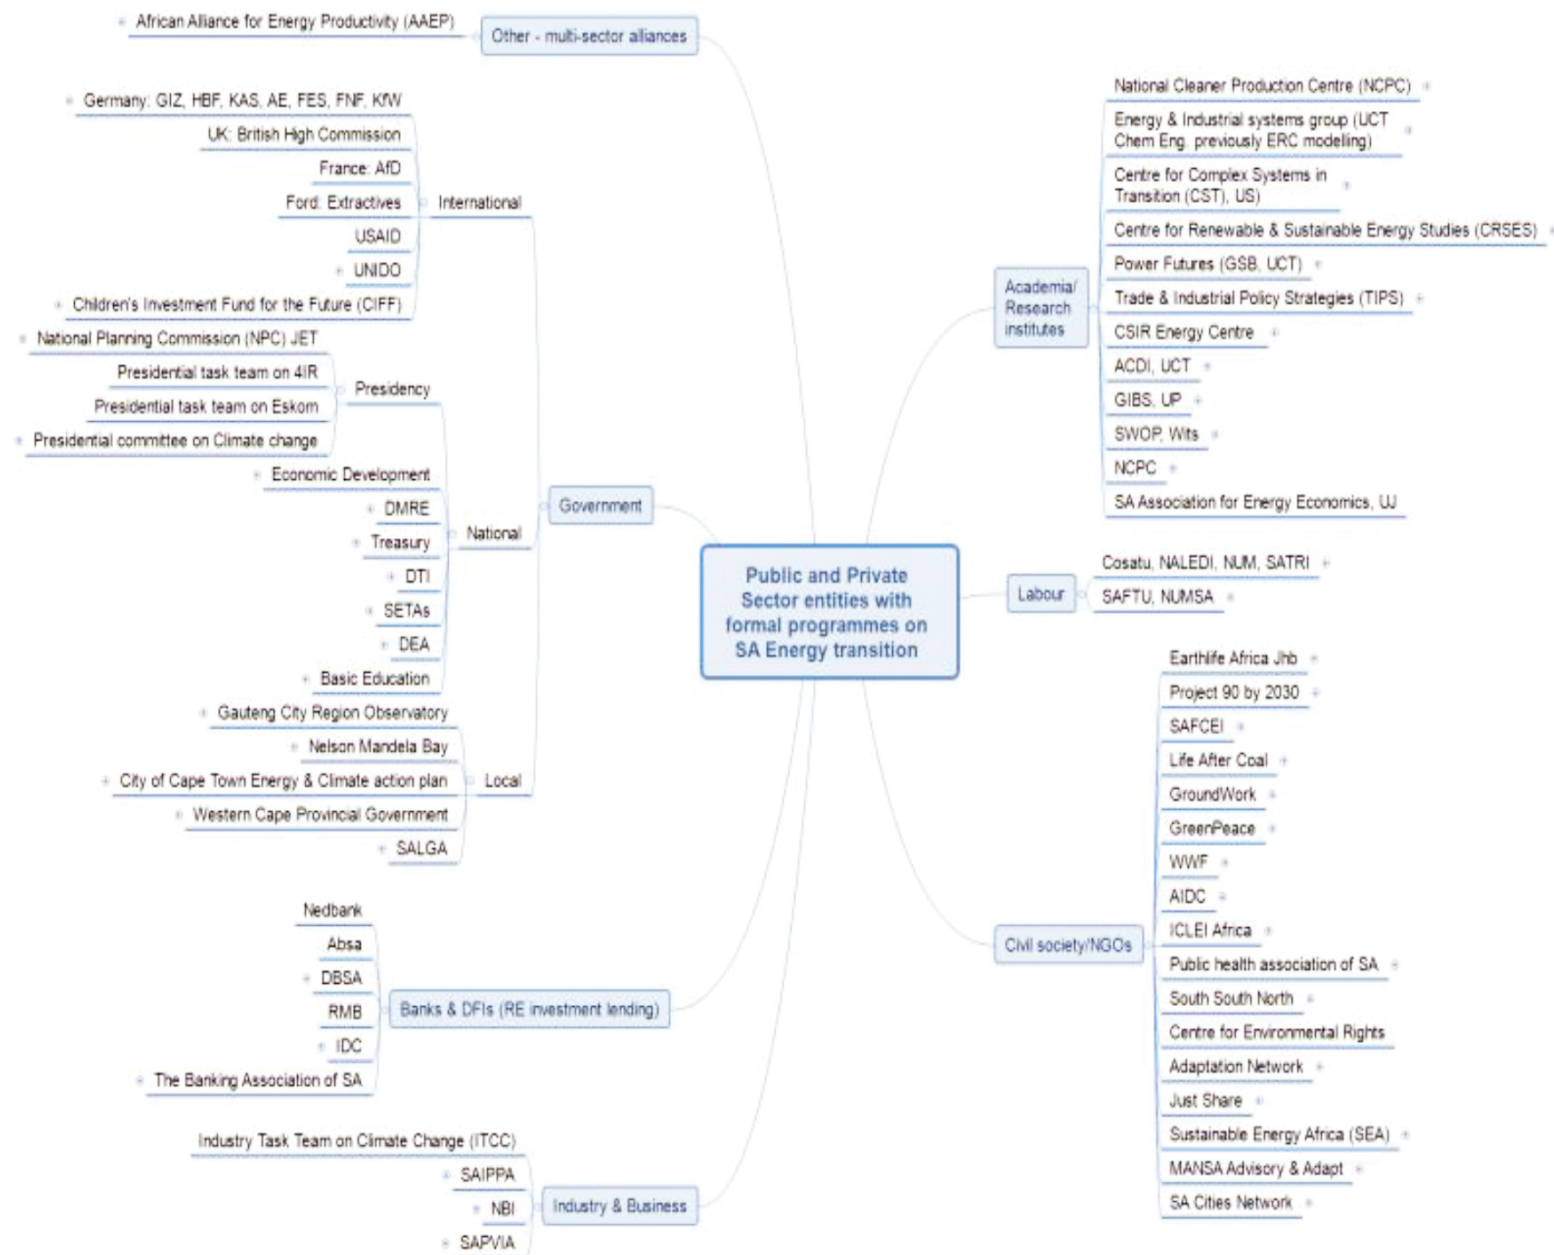 African Alliance for Energy Productivity (AAEP)
Other - multi-sector alliances
Germany: GIZ, HBF, KAS, AE, FES, FNF, KfW
UK: British High Commission
France: AfD
Ford: Extractives
USAID
UNIDO
Children's Investment Fund for the Future (CIFF)
International
National Planning Commission (NPC) JET
Presidential task team on 4IR
Presidential task team on Eskom
Presidential committee on Climate change
Presidency
Economic Development
DMRE
Treasury
DTI
SETAs
DEA
Basic Education
National
Gauteng City Region Observatory
Nelson Mandela Bay
City of Cape Town Energy & Climate action plan
Western Cape Provincial Government
SALGA
Local
Government
Nedbank
Absa
DBSA
RMB
IDC
The Banking Association of SA
Banks & DFIs (RE investment lending)
Industry Task Team on Climate Change (ITCC)
SAIPPA
NBI
SAPVIA
Industry & Business
Public and Private
Sector entities with
formal programmes on
SA Energy transition
Academia/
Research
institutes
National Cleaner Production Centre (NCPC)
Energy & Industrial systems group (UCT
Chem Eng. previously ERC modelling)
Centre for Complex Systems in
Transition (CST), US)
Centre for Renewable & Sustainable Energy Studies (CRSES)
Power Futures (GSB, UCT)
Trade & Industrial Policy Strategies (TIPS)
CSIR Energy Centre
ACDI, UCT
GIBS, UP
SWOP, Wits
NCPC
SA Association for Energy Economics, UJ
Labour
Cosatu, NALEDI, NUM, SATRI
SAFTU, NUMSA
Civil society/NGOs
Earthlife Africa Jhb
Project 90 by 2030
SAFCEI
Life After Coal
GroundWork
GreenPeace
WWF
AIDC
ICLEI Africa
Public health association of SA
South South North
Centre for Environmental Rights
Adaptation Network
Just Share
Sustainable Energy Africa (SEA)
MANSA Advisory & Adapt
SA Cities Network